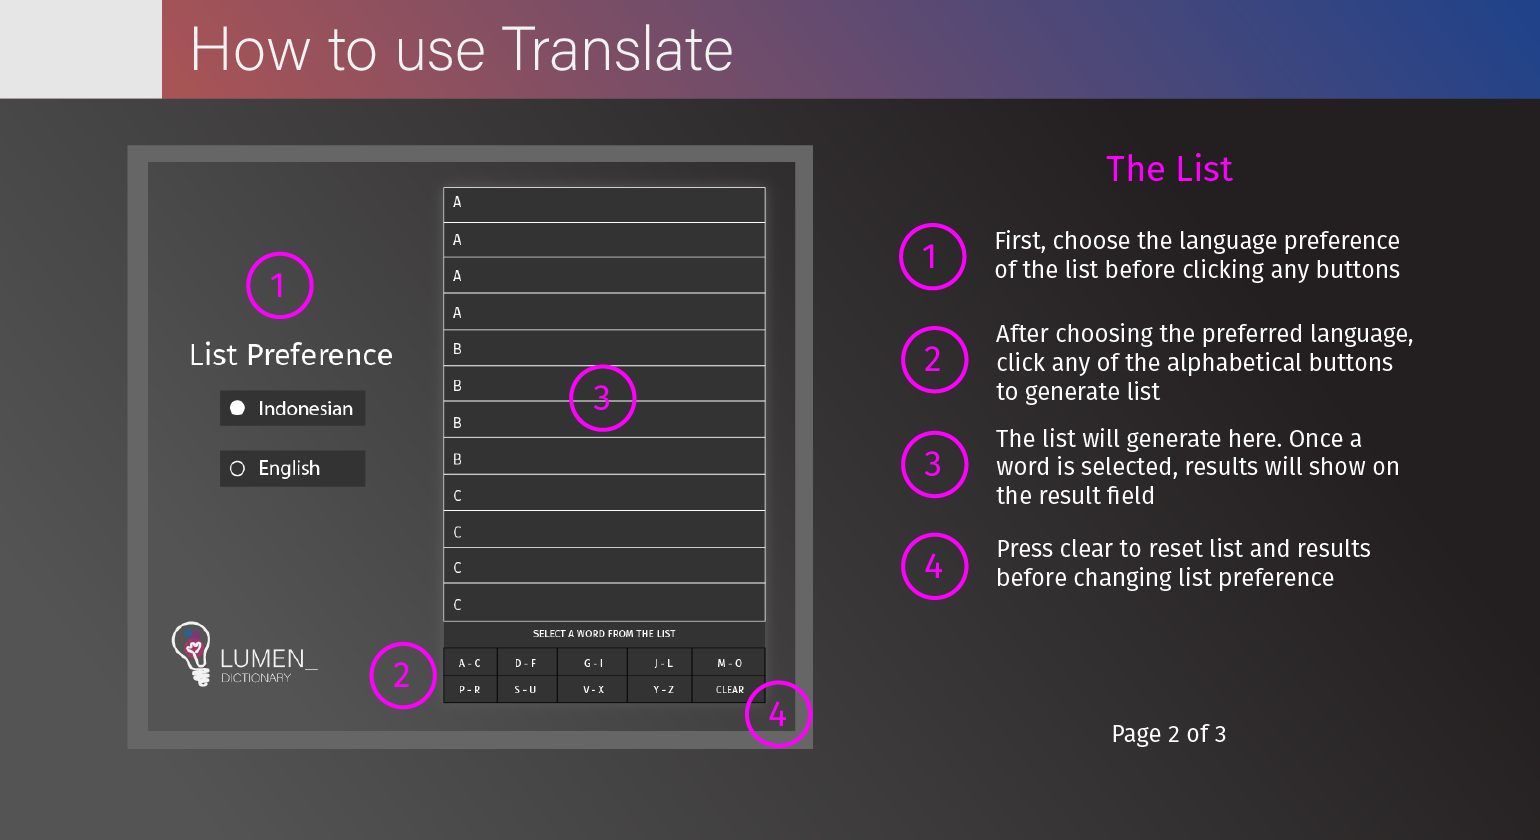 How to use Translate
1
List Preference
Indonesian
English
LUMEN_
DICTIONARY
A
A
A
A
B
B
B
B
C
C
C
C
3
SELECT A WORD FROM THE LIST
2
A - C D - F G - I J - L M - O
P - R S - U V - X Y - Z CLEAR
4
The List
1
First, choose the language preference
of the list before clicking any buttons
2
After choosing the preferred language,
click any of the alphabetical buttons
to generate list
3
The list will generate here. Once a
word is selected, results will show on
the result field
4
Press clear to reset list and results
before changing list preference
Page 2 of 3